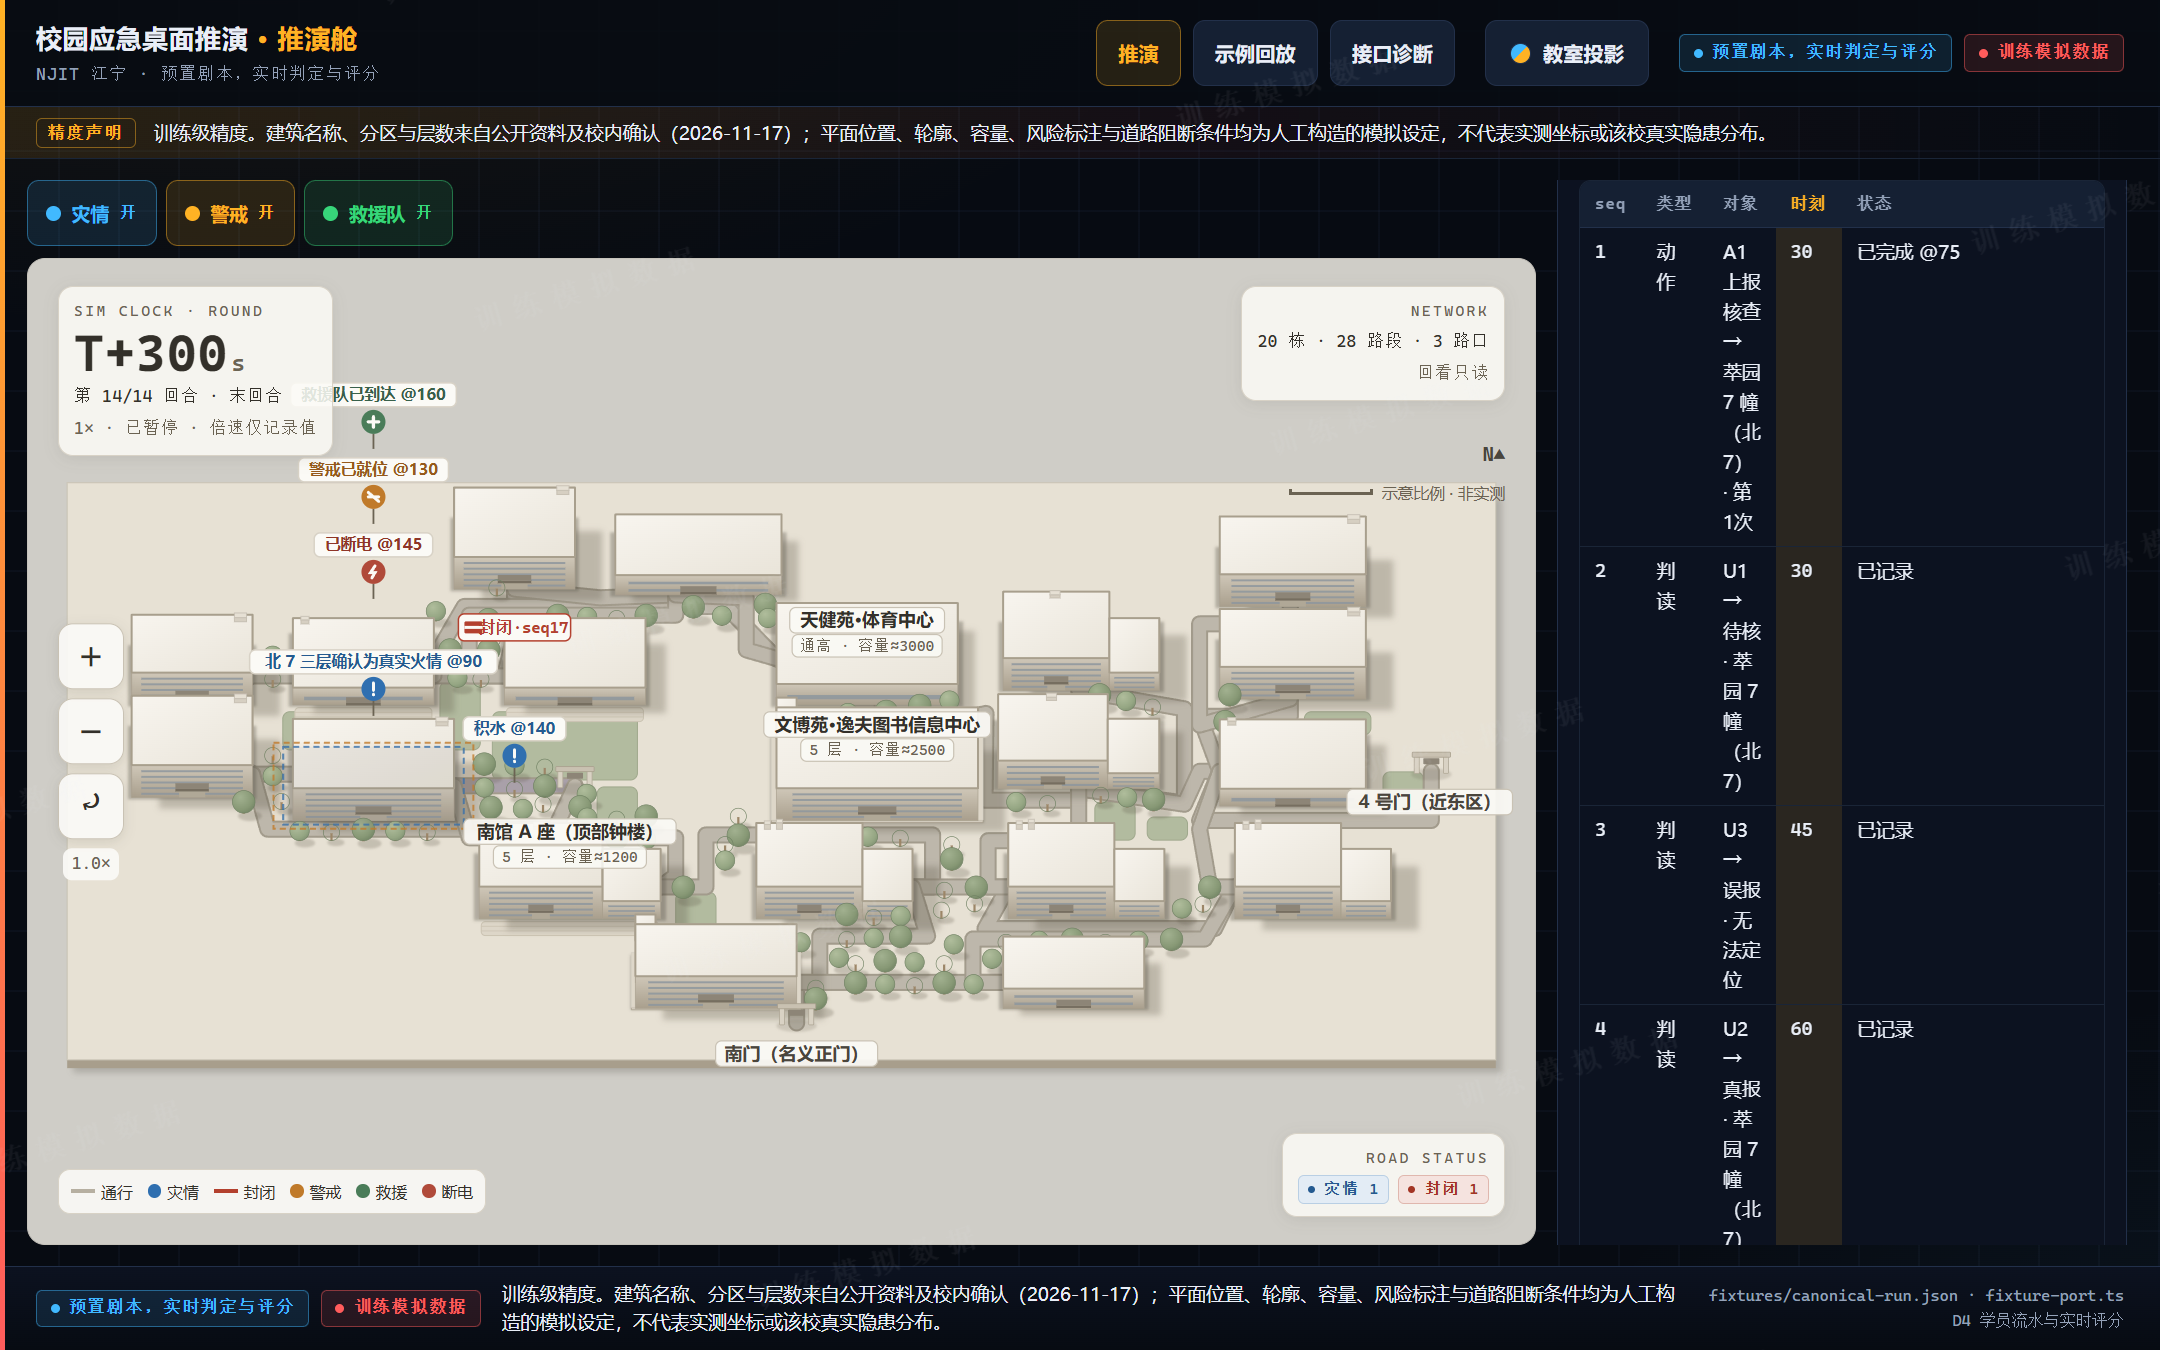 校园应急桌面推演 · 推演舱
NJIT 江宁 · 预置剧本，实时判定与评分
推演
示例回放
接口诊断
教室投影
预置剧本，实时判定与评分
训练模拟数据
精度声明
训练级精度。建筑名称、分区与层数来自公开资料及校内确认（2026-11-17）；平面位置、轮廓、容量、风险标注与道路阻断条件均为人工构造的模拟设定，不代表实测坐标或该校真实隐患分布。
灾情 开
警戒 开
救援队 开
SIM CLOCK · ROUND
T+300s
第 14/14 回合 · 末回合
1× · 已暂停 · 倍速仅记录值
NETWORK
20 栋 · 28 路段 · 3 路口
回看只读
N▲
示意比例 · 非实测
救援队已到达 @160
警戒已就位 @130
已断电 @145
封闭·seq17
北 7 三层确认为真实火情 @90
积水 @140
天健苑·体育中心
通高 · 容量≈3000
文博苑·逸夫图书信息中心
5 层 · 容量≈2500
南馆 A 座（顶部钟楼）
5 层 · 容量≈1200
4 号门（近东区）
南门（名义正门）
+
−
1.0×
通行 灾情 封闭 警戒 救援 断电
ROAD STATUS
灾情 1
封闭 1
seq 类型 对象 时刻 状态
1 动作 A1 30 已完成 @75
上报
核查
→
萃园
7 幢
（北
7）
· 第
1次
2 判读 U1 30 已记录
→
待核
· 萃
园 7
幢
（北
7）
3 判读 U3 45 已记录
→
误报
· 无
法定
位
4 判读 U2 60 已记录
→
真报
· 萃
园 7
幢
（北
7）
预置剧本，实时判定与评分
训练模拟数据
训练级精度。建筑名称、分区与层数来自公开资料及校内确认（2026-11-17）；平面位置、轮廓、容量、风险标注与道路阻断条件均为人工构
造的模拟设定，不代表实测坐标或该校真实隐患分布。
fixtures/canonical-run.json · fixture-port.ts
D4 学员流水与实时评分